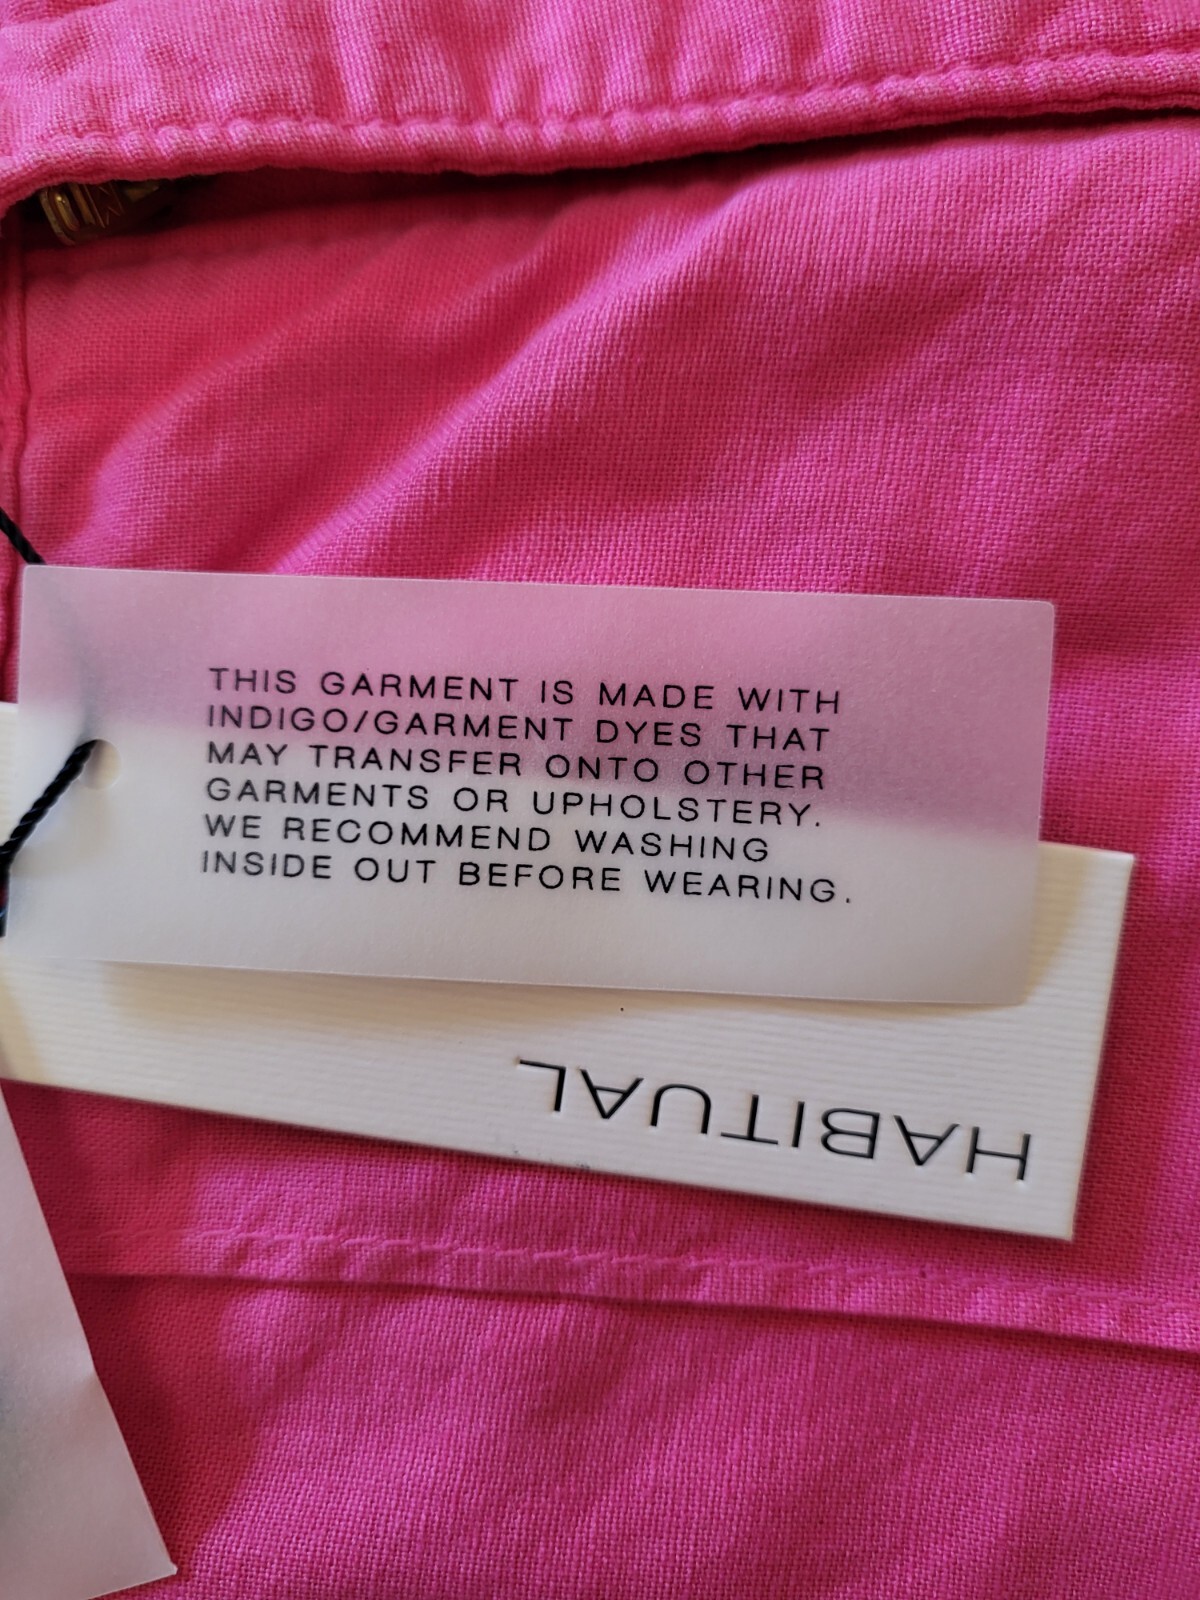 THIS GARMENT IS MADE WITH
INDIGO/GARMENT DYES THAT
MAY TRANSFER ONTO OTHER
GARMENTS OR UPHOLSTERY.
WE RECOMMEND WASHING
INSIDE OUT BEFORE WEARING.
HABITUAL